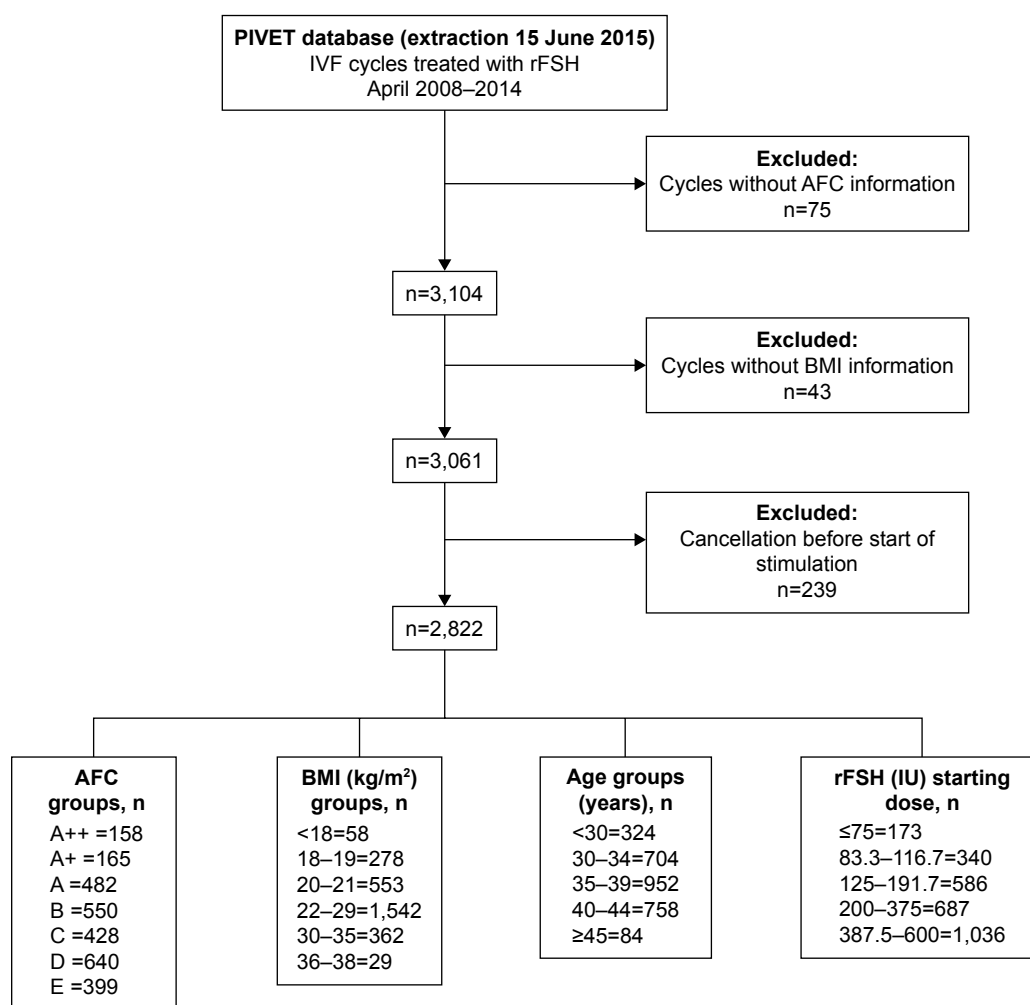 PIVET database (extraction 15 June 2015)
IVF cycles treated with rFSH
April 2008–2014
Excluded:
Cycles without AFC information
n=75
n=3,104
Excluded:
Cycles without BMI information
n=43
n=3,061
Excluded:
Cancellation before start of
stimulation
n=239
n=2,822
AFC
groups, n
A++ =158
A+ =165
A =482
B =550
C =428
D =640
E =399
BMI (kg/m²)
groups, n
<18=58
18–19=278
20–21=553
22–29=1,542
30–35=362
36–38=29
Age groups
(years), n
<30=324
30–34=704
35–39=952
40–44=758
≥45=84
rFSH (IU) starting
dose, n
≤75=173
83.3–116.7=340
125–191.7=586
200–375=687
387.5–600=1,036